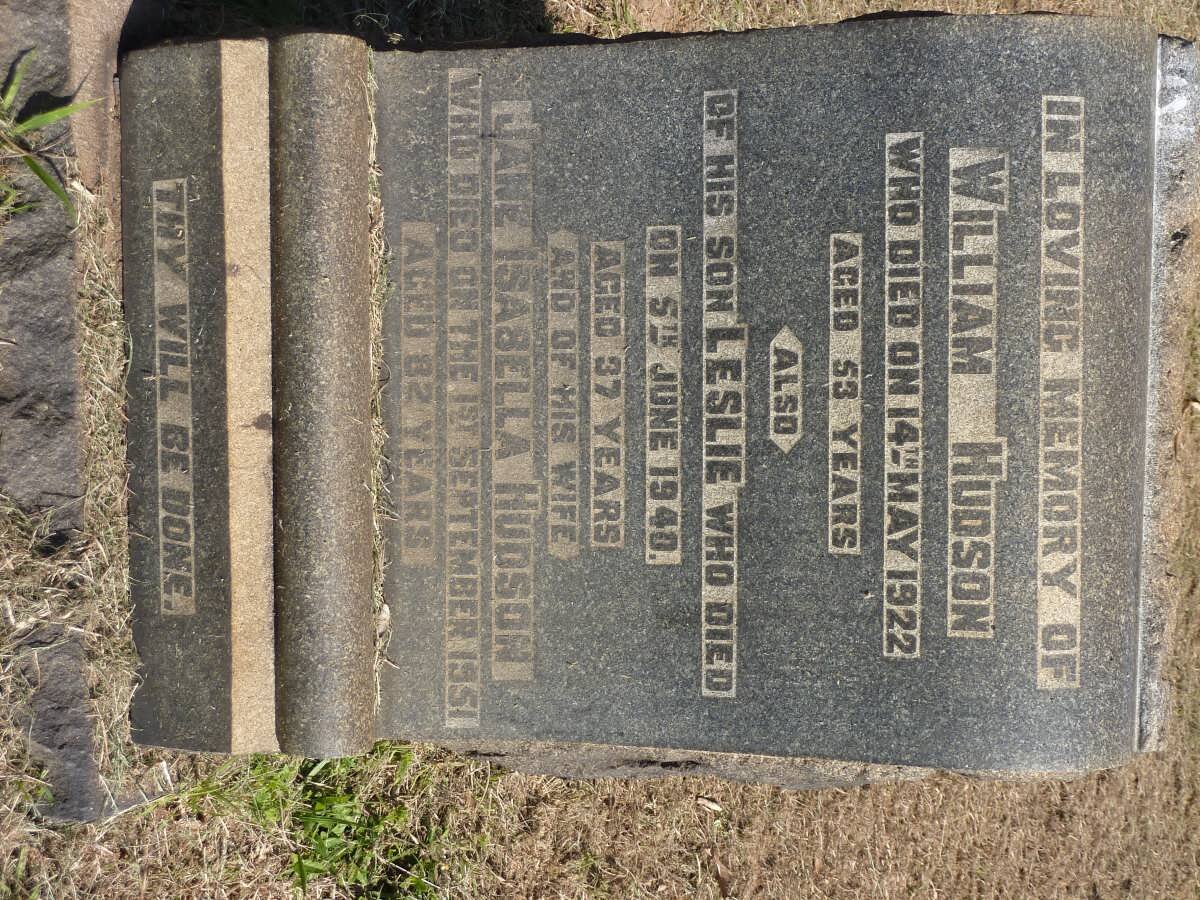 IN LOVING MEMORY OF
WILLIAM HUDSON
WHO DIED ON 14TH MAY 1922
AGED 53 YEARS
ALSO
OF HIS SON LESLIE WHO DIED
ON 5TH JUNE 1940.
AGED 37 YEARS
AND OF HIS WIFE
JANE ISABELLA HUDSON
WHO DIED ON THE 1ST SEPTEMBER 1951
AGED 82 YEARS
THY WILL BE DONE.